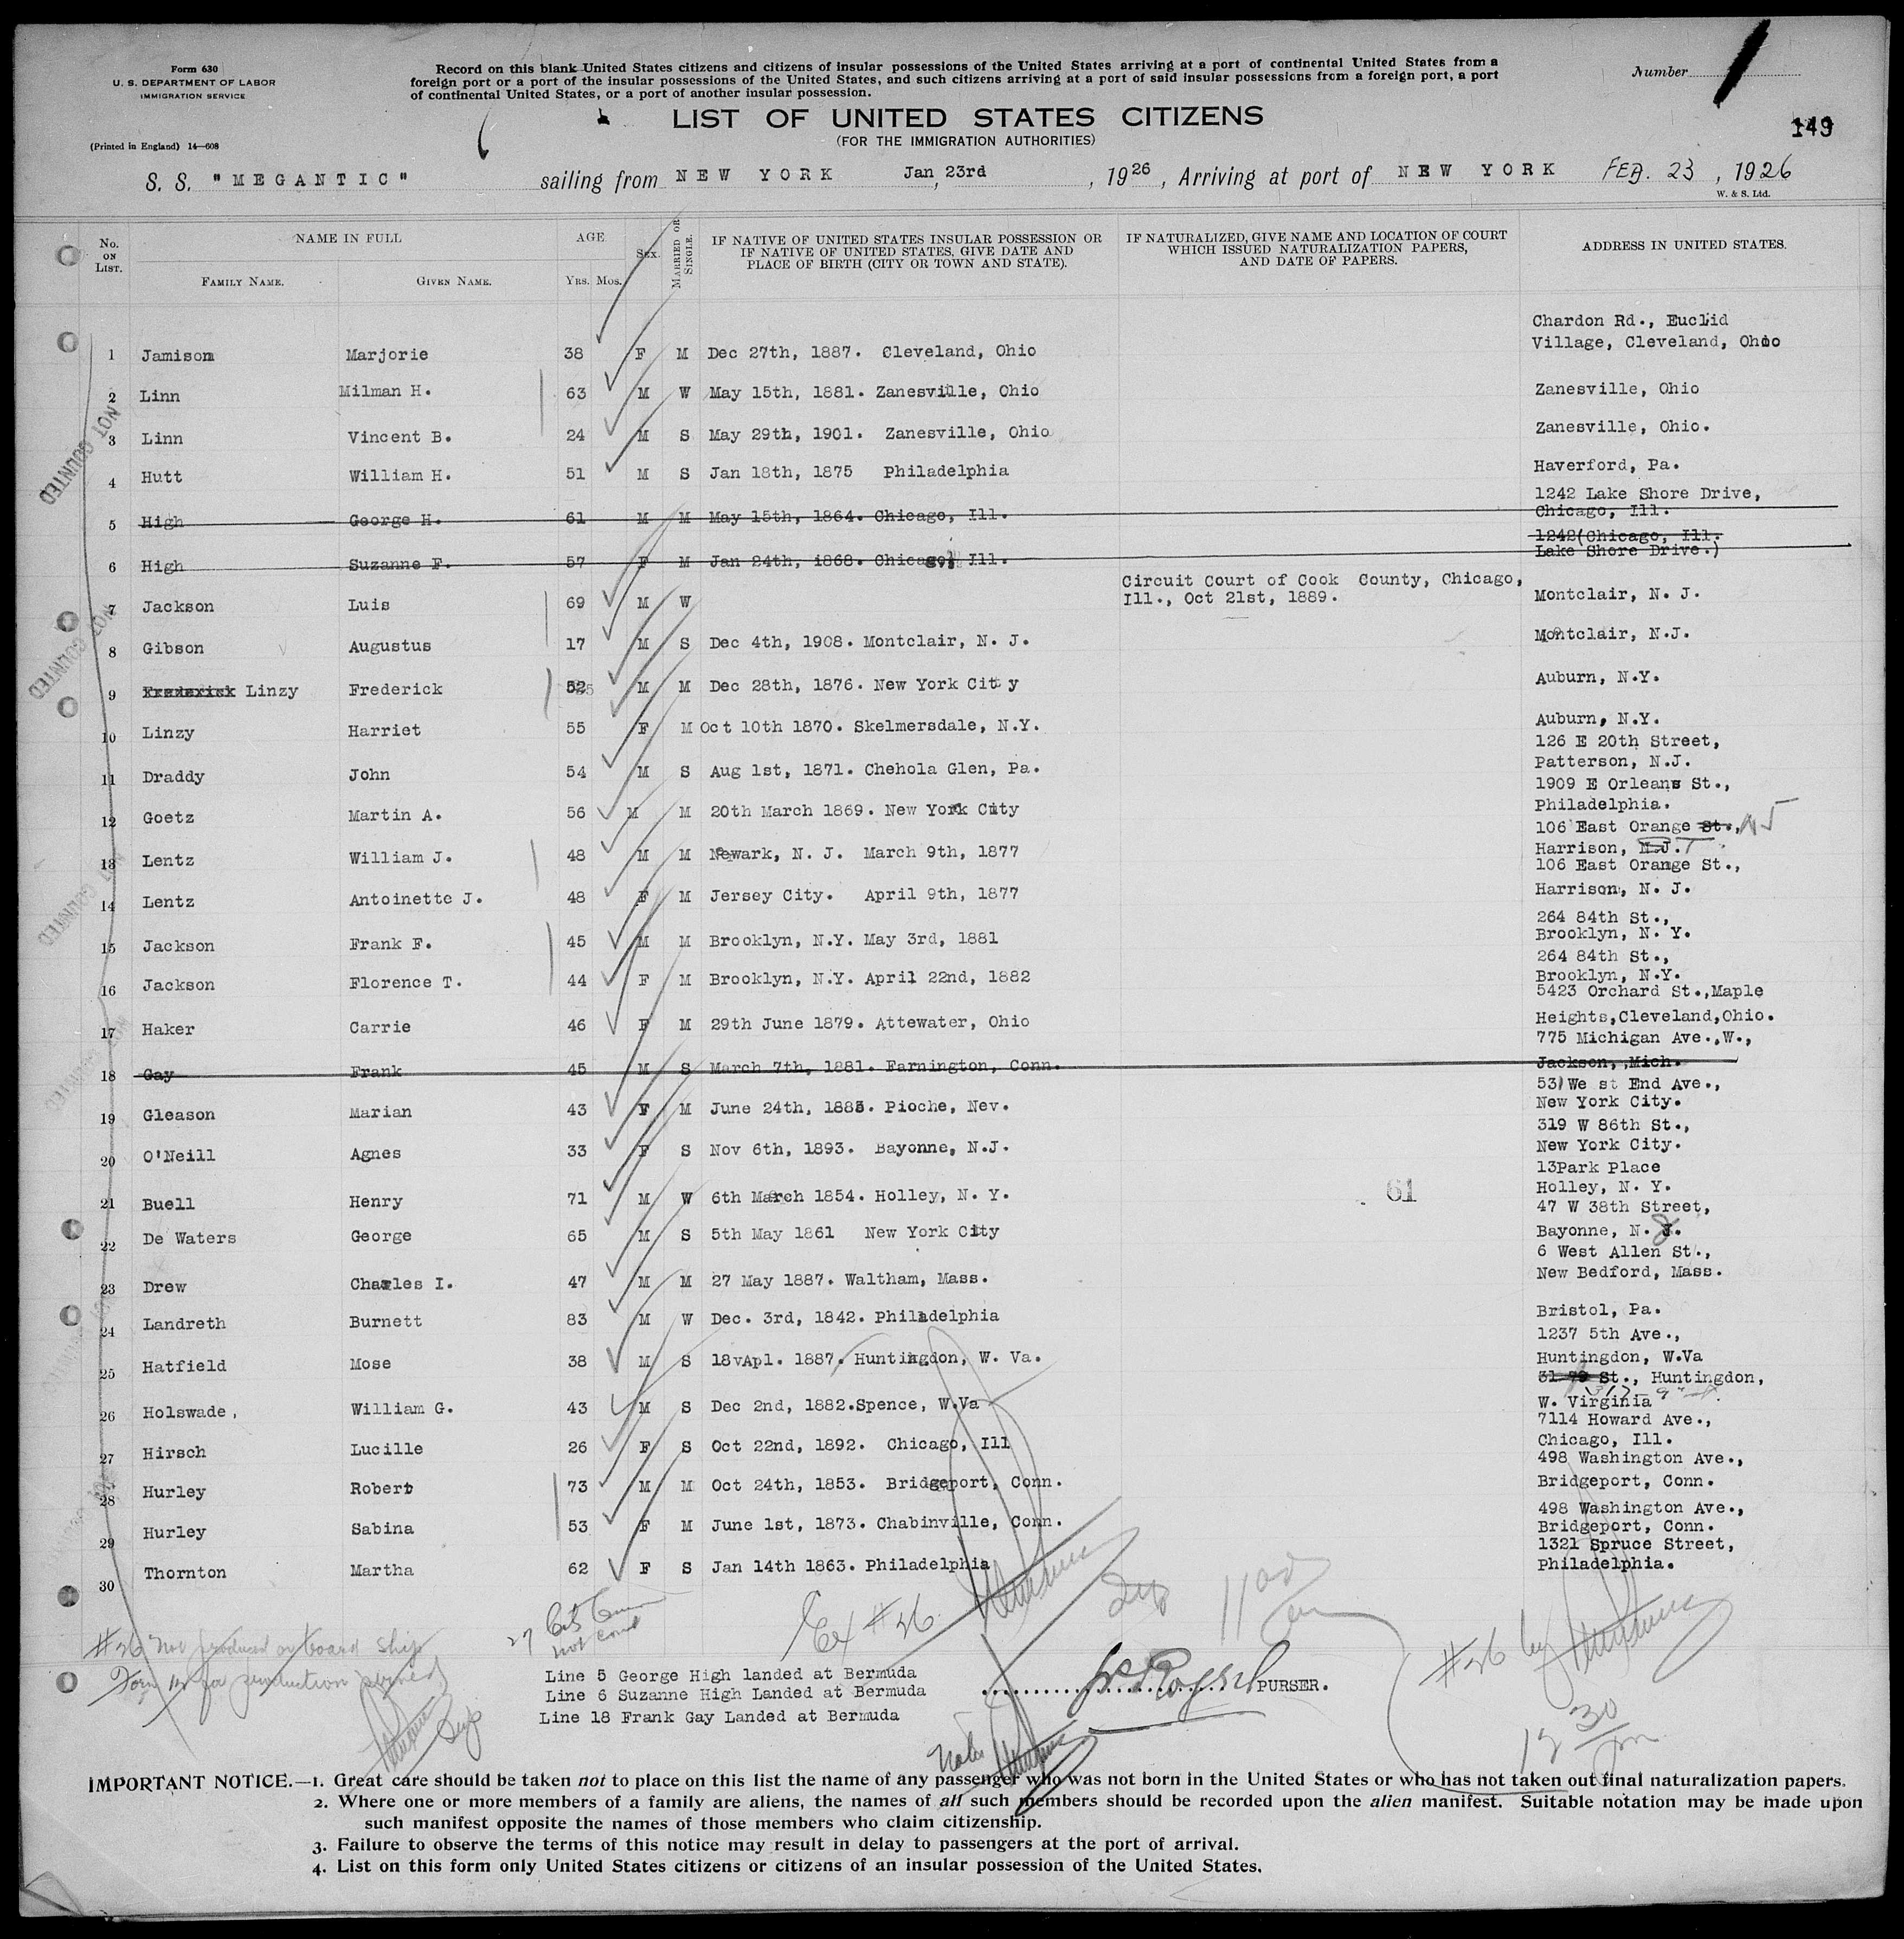 Form 630
U. S. DEPARTMENT OF LABOR
IMMIGRATION SERVICE
Record on this blank United States citizens and citizens of insular possessions of the United States arriving at a port of continental United States from a
foreign port or a port of the insular possessions of the United States, and such citizens arriving at a port of said insular possessions from a foreign port, a port
of continental United States, or a port of another insular possession.
Number
LIST OF UNITED STATES CITIZENS
(FOR THE IMMIGRATION AUTHORITIES)
149
(Printed in England) 14—608
S. S. "MEGANTIC" sailing from NEW YORK Jan, 23rd, 1926, Arriving at port of NEW YORK FEB. 23, 1926
W. & S. Ltd.
No. ON LIST. NAME IN FULL AGE SEX. MARRIED OR SINGLE. IF NATIVE OF UNITED STATES INSULAR POSSESSION OR IF NATIVE OF UNITED STATES, GIVE DATE AND PLACE OF BIRTH (CITY OR TOWN AND STATE). IF NATURALIZED, GIVE NAME AND LOCATION OF COURT WHICH ISSUED NATURALIZATION PAPERS, AND DATE OF PAPERS. ADDRESS IN UNITED STATES.
FAMILY NAME. GIVEN NAME. YRS. MOS.
1 Jamison Marjorie 38 F M Dec 27th, 1887. Cleveland, Ohio Chardon Rd., Euclid Village, Cleveland, Ohio
2 Linn Milman H. 63 M W May 15th, 1881. Zanesville, Ohio Zanesville, Ohio
3 Linn Vincent B. 24 M S May 29th, 1901. Zanesville, Ohio Zanesville, Ohio.
4 Hutt William H. 51 M S Jan 18th, 1875 Philadelphia Haverford, Pa.
5 High George H. 61 M M May 15th, 1864. Chicago, Ill. 1242 Lake Shore Drive, Chicago, Ill.
6 High Suzanne F. 57 F M Jan 24th, 1868. Chicago, Ill. 1242(Chicago, Ill. Lake Shore Drive.)
7 Jackson Luis 69 M W Circuit Court of Cook County, Chicago, Ill., Oct 21st, 1889. Montclair, N. J.
8 Gibson Augustus 17 M S Dec 4th, 1908. Montclair, N. J. Montclair, N.J.
9 Frederick Linzy Frederick 52 M M Dec 28th, 1876. New York City Auburn, N.Y.
10 Linzy Harriet 55 F M Oct 10th 1870. Skelmersdale, N.Y. Auburn, N.Y.
11 Draddy John 54 M S Aug 1st, 1871. Chehola Glen, Pa. 126 E 20th Street, Patterson, N.J.
12 Goetz Martin A. 56 M M 20th March 1869. New York City 1909 E Orleans St., Philadelphia.
13 Lentz William J. 48 M M Newark, N. J. March 9th, 1877 106 East Orange St., Harrison, N.J.
14 Lentz Antoinette J. 48 F M Jersey City. April 9th, 1877 106 East Orange St., Harrison, N. J.
15 Jackson Frank F. 45 M M Brooklyn, N.Y. May 3rd, 1881 264 84th St., Brooklyn, N. Y.
16 Jackson Florence T. 44 F M Brooklyn, N.Y. April 22nd, 1882 264 84th St., Brooklyn, N.Y.
17 Haker Carrie 46 F M 29th June 1879. Attewater, Ohio 5423 Orchard St.,Maple Heights,Cleveland,Ohio.
18 Gay Frank 45 M S March 7th, 1881. Farnington, Conn. 775 Michigan Ave.,W., Jackson, ,Mich.
19 Gleason Marian 43 F M June 24th, 1885. Pioche, Nev. 531 We st End Ave., New York City.
20 O'Neill Agnes 33 F S Nov 6th, 1893. Bayonne, N.J. 319 W 86th St., New York City.
21 Buell Henry 71 M W 6th March 1854. Holley, N. Y. 61 13Park Place Holley, N. Y.
22 De Waters George 65 M S 5th May 1861 New York City 47 W 38th Street, Bayonne, N. J.
23 Drew Charles I. 47 M M 27 May 1887. Waltham, Mass. 6 West Allen St., New Bedford, Mass.
24 Landreth Burnett 83 M W Dec. 3rd, 1842. Philadelphia Bristol, Pa.
25 Hatfield Mose 38 M S 18 Apl. 1887. Huntingdon, W. Va. 1237 5th Ave., Huntingdon, W.Va
26 Holswade, William G. 43 M S Dec 2nd, 1882.Spence, W.Va St., Huntingdon, W. Virginia
27 Hirsch Lucille 26 F S Oct 22nd, 1892. Chicago, Ill 7114 Howard Ave., Chicago, Ill.
28 Hurley Robert 73 M M Oct 24th, 1853. Bridgeport, Conn. 498 Washington Ave., Bridgeport, Conn.
29 Hurley Sabina 53 F M June 1st, 1873. Chabinville, Conn. 498 Washington Ave., Bridgeport, Conn.
30 Thornton Martha 62 F S Jan 14th 1863. Philadelphia 1321 Spruce Street, Philadelphia.
NOT COUNTED
NOT COUNTED
#26 Not produced on board Ship
Ex #26
#26 by
12 30 pm
Line 5 George High landed at Bermuda
Line 6 Suzanne High Landed at Bermuda
Line 18 Frank Gay Landed at Bermuda
PURSER.
IMPORTANT NOTICE.—1. Great care should be taken not to place on this list the name of any passenger who was not born in the United States or who has not taken out final naturalization papers.
2. Where one or more members of a family are aliens, the names of all such members should be recorded upon the alien manifest. Suitable notation may be made upon
such manifest opposite the names of those members who claim citizenship.
3. Failure to observe the terms of this notice may result in delay to passengers at the port of arrival.
4. List on this form only United States citizens or citizens of an insular possession of the United States.